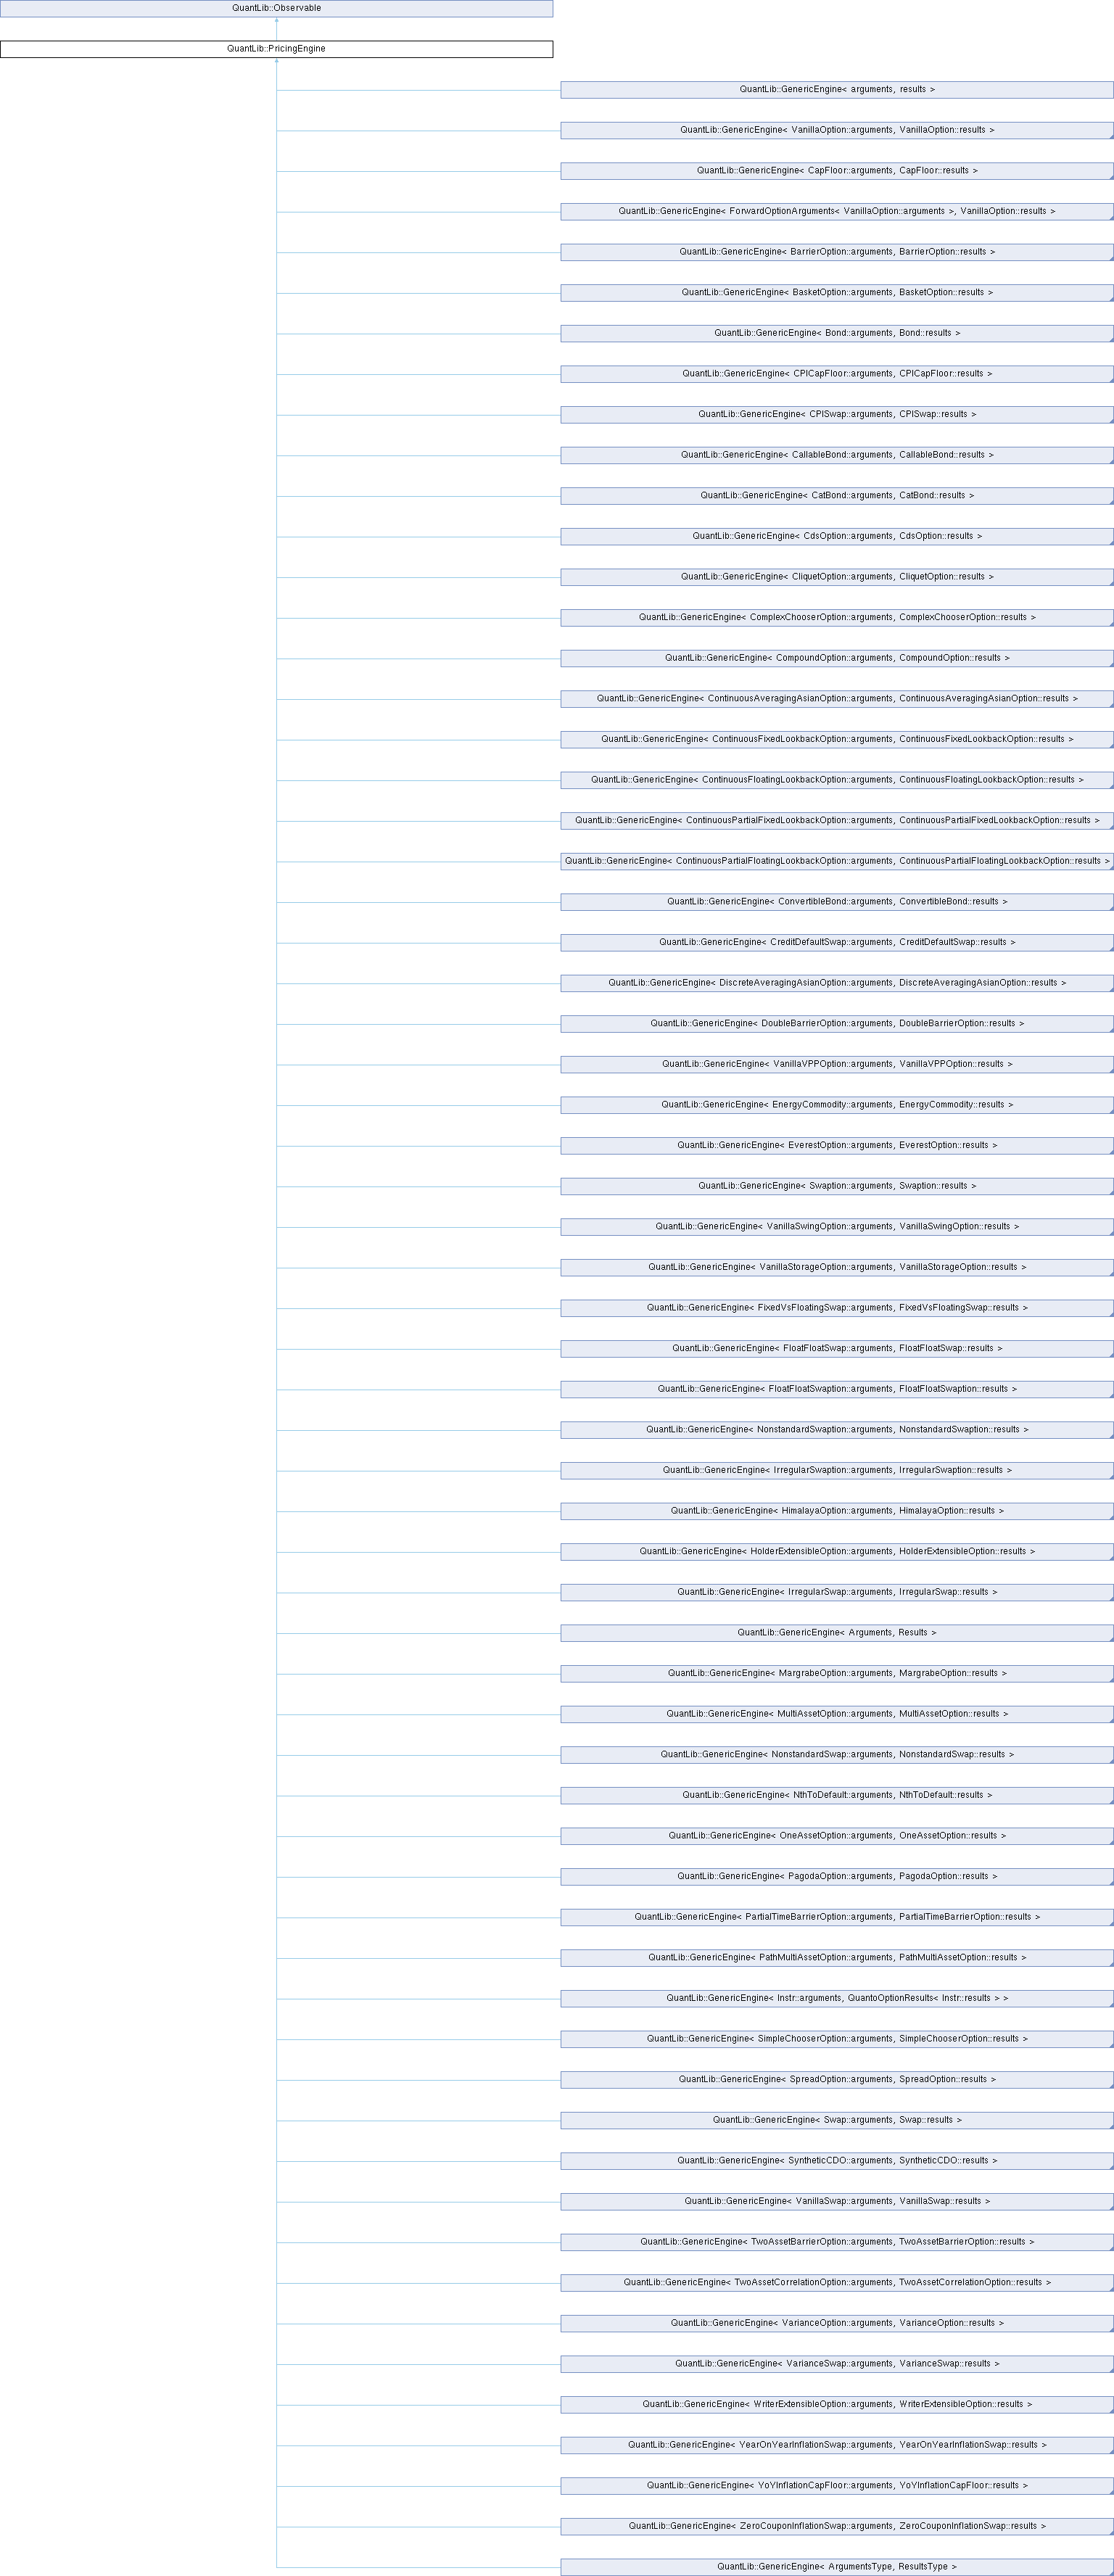 QuantLib::Observable
QuantLib::PricingEngine
QuantLib::GenericEngine< arguments, results >
QuantLib::GenericEngine< VanillaOption::arguments, VanillaOption::results >
QuantLib::GenericEngine< CapFloor::arguments, CapFloor::results >
QuantLib::GenericEngine< ForwardOptionArguments< VanillaOption::arguments >, VanillaOption::results >
QuantLib::GenericEngine< BarrierOption::arguments, BarrierOption::results >
QuantLib::GenericEngine< BasketOption::arguments, BasketOption::results >
QuantLib::GenericEngine< Bond::arguments, Bond::results >
QuantLib::GenericEngine< CPICapFloor::arguments, CPICapFloor::results >
QuantLib::GenericEngine< CPISwap::arguments, CPISwap::results >
QuantLib::GenericEngine< CallableBond::arguments, CallableBond::results >
QuantLib::GenericEngine< CatBond::arguments, CatBond::results >
QuantLib::GenericEngine< CdsOption::arguments, CdsOption::results >
QuantLib::GenericEngine< CliquetOption::arguments, CliquetOption::results >
QuantLib::GenericEngine< ComplexChooserOption::arguments, ComplexChooserOption::results >
QuantLib::GenericEngine< CompoundOption::arguments, CompoundOption::results >
QuantLib::GenericEngine< ContinuousAveragingAsianOption::arguments, ContinuousAveragingAsianOption::results >
QuantLib::GenericEngine< ContinuousFixedLookbackOption::arguments, ContinuousFixedLookbackOption::results >
QuantLib::GenericEngine< ContinuousFloatingLookbackOption::arguments, ContinuousFloatingLookbackOption::results >
QuantLib::GenericEngine< ContinuousPartialFixedLookbackOption::arguments, ContinuousPartialFixedLookbackOption::results >
QuantLib::GenericEngine< ContinuousPartialFloatingLookbackOption::arguments, ContinuousPartialFloatingLookbackOption::results >
QuantLib::GenericEngine< ConvertibleBond::arguments, ConvertibleBond::results >
QuantLib::GenericEngine< CreditDefaultSwap::arguments, CreditDefaultSwap::results >
QuantLib::GenericEngine< DiscreteAveragingAsianOption::arguments, DiscreteAveragingAsianOption::results >
QuantLib::GenericEngine< DoubleBarrierOption::arguments, DoubleBarrierOption::results >
QuantLib::GenericEngine< VanillaVPPOption::arguments, VanillaVPPOption::results >
QuantLib::GenericEngine< EnergyCommodity::arguments, EnergyCommodity::results >
QuantLib::GenericEngine< EverestOption::arguments, EverestOption::results >
QuantLib::GenericEngine< Swaption::arguments, Swaption::results >
QuantLib::GenericEngine< VanillaSwingOption::arguments, VanillaSwingOption::results >
QuantLib::GenericEngine< VanillaStorageOption::arguments, VanillaStorageOption::results >
QuantLib::GenericEngine< FixedVsFloatingSwap::arguments, FixedVsFloatingSwap::results >
QuantLib::GenericEngine< FloatFloatSwap::arguments, FloatFloatSwap::results >
QuantLib::GenericEngine< FloatFloatSwaption::arguments, FloatFloatSwaption::results >
QuantLib::GenericEngine< NonstandardSwaption::arguments, NonstandardSwaption::results >
QuantLib::GenericEngine< IrregularSwaption::arguments, IrregularSwaption::results >
QuantLib::GenericEngine< HimalayaOption::arguments, HimalayaOption::results >
QuantLib::GenericEngine< HolderExtensibleOption::arguments, HolderExtensibleOption::results >
QuantLib::GenericEngine< IrregularSwap::arguments, IrregularSwap::results >
QuantLib::GenericEngine< Arguments, Results >
QuantLib::GenericEngine< MargrabeOption::arguments, MargrabeOption::results >
QuantLib::GenericEngine< MultiAssetOption::arguments, MultiAssetOption::results >
QuantLib::GenericEngine< NonstandardSwap::arguments, NonstandardSwap::results >
QuantLib::GenericEngine< NthToDefault::arguments, NthToDefault::results >
QuantLib::GenericEngine< OneAssetOption::arguments, OneAssetOption::results >
QuantLib::GenericEngine< PagodaOption::arguments, PagodaOption::results >
QuantLib::GenericEngine< PartialTimeBarrierOption::arguments, PartialTimeBarrierOption::results >
QuantLib::GenericEngine< PathMultiAssetOption::arguments, PathMultiAssetOption::results >
QuantLib::GenericEngine< Instr::arguments, QuantoOptionResults< Instr::results > >
QuantLib::GenericEngine< SimpleChooserOption::arguments, SimpleChooserOption::results >
QuantLib::GenericEngine< SpreadOption::arguments, SpreadOption::results >
QuantLib::GenericEngine< Swap::arguments, Swap::results >
QuantLib::GenericEngine< SyntheticCDO::arguments, SyntheticCDO::results >
QuantLib::GenericEngine< VanillaSwap::arguments, VanillaSwap::results >
QuantLib::GenericEngine< TwoAssetBarrierOption::arguments, TwoAssetBarrierOption::results >
QuantLib::GenericEngine< TwoAssetCorrelationOption::arguments, TwoAssetCorrelationOption::results >
QuantLib::GenericEngine< VarianceOption::arguments, VarianceOption::results >
QuantLib::GenericEngine< VarianceSwap::arguments, VarianceSwap::results >
QuantLib::GenericEngine< WriterExtensibleOption::arguments, WriterExtensibleOption::results >
QuantLib::GenericEngine< YearOnYearInflationSwap::arguments, YearOnYearInflationSwap::results >
QuantLib::GenericEngine< YoYInflationCapFloor::arguments, YoYInflationCapFloor::results >
QuantLib::GenericEngine< ZeroCouponInflationSwap::arguments, ZeroCouponInflationSwap::results >
QuantLib::GenericEngine< ArgumentsType, ResultsType >